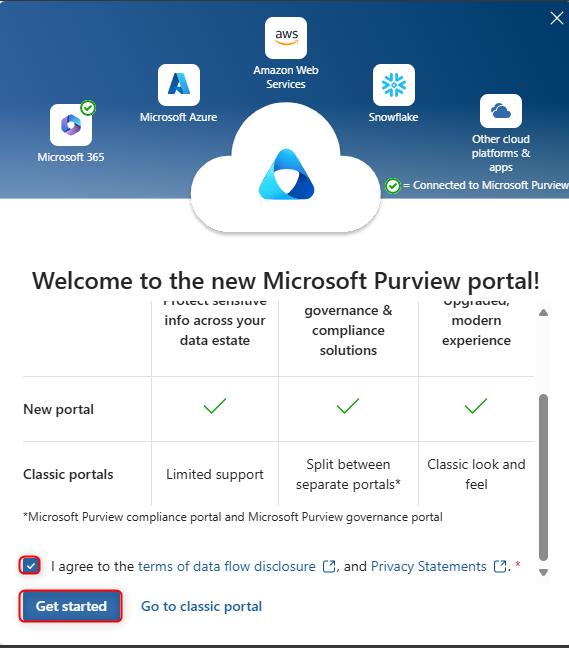 aws
Amazon Web
Services
Microsoft Azure
Snowflake
Microsoft 365
Other cloud
platforms &
apps
= Connected to Microsoft Purview
Welcome to the new Microsoft Purview portal!
Protect sensitive
info across your
data estate
governance &
compliance
solutions
Upgraded,
modern
experience
New portal
Classic portals
Limited support
Split between
separate portals*
Classic look and
feel
*Microsoft Purview compliance portal and Microsoft Purview governance portal
I agree to the terms of data flow disclosure , and Privacy Statements . *
Get started
Go to classic portal